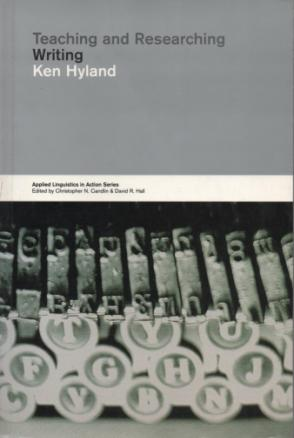 Teaching and Researching
Writing
Ken Hyland
Applied Linguistics in Action Series
Edited by Christopher N. Candlin & David R. Hall
T Y U
F G H J
C V B N